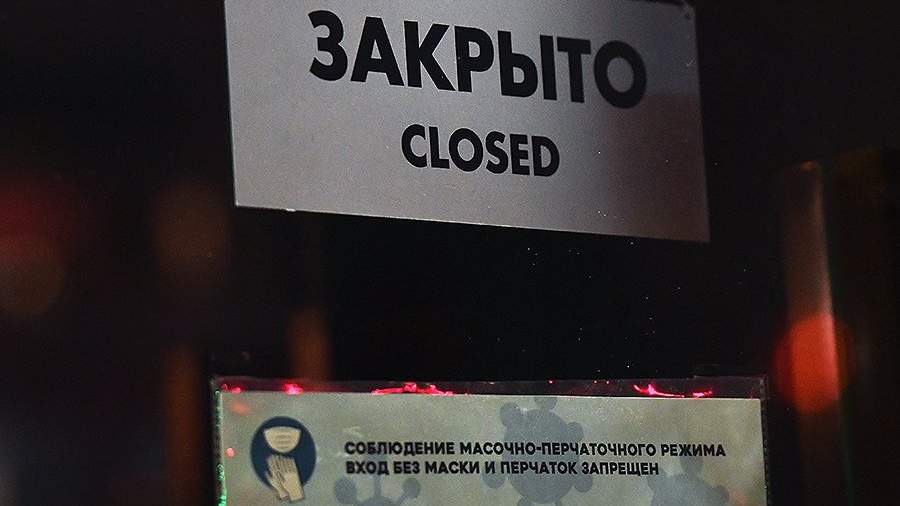 ЗАКРЫТО
CLOSED
СОБЛЮДЕНИЕ МАСОЧНО-ПЕРЧАТОЧНОГО РЕЖИМА
ВХОД БЕЗ МАСКИ И ПЕРЧАТОК ЗАПРЕЩЕН